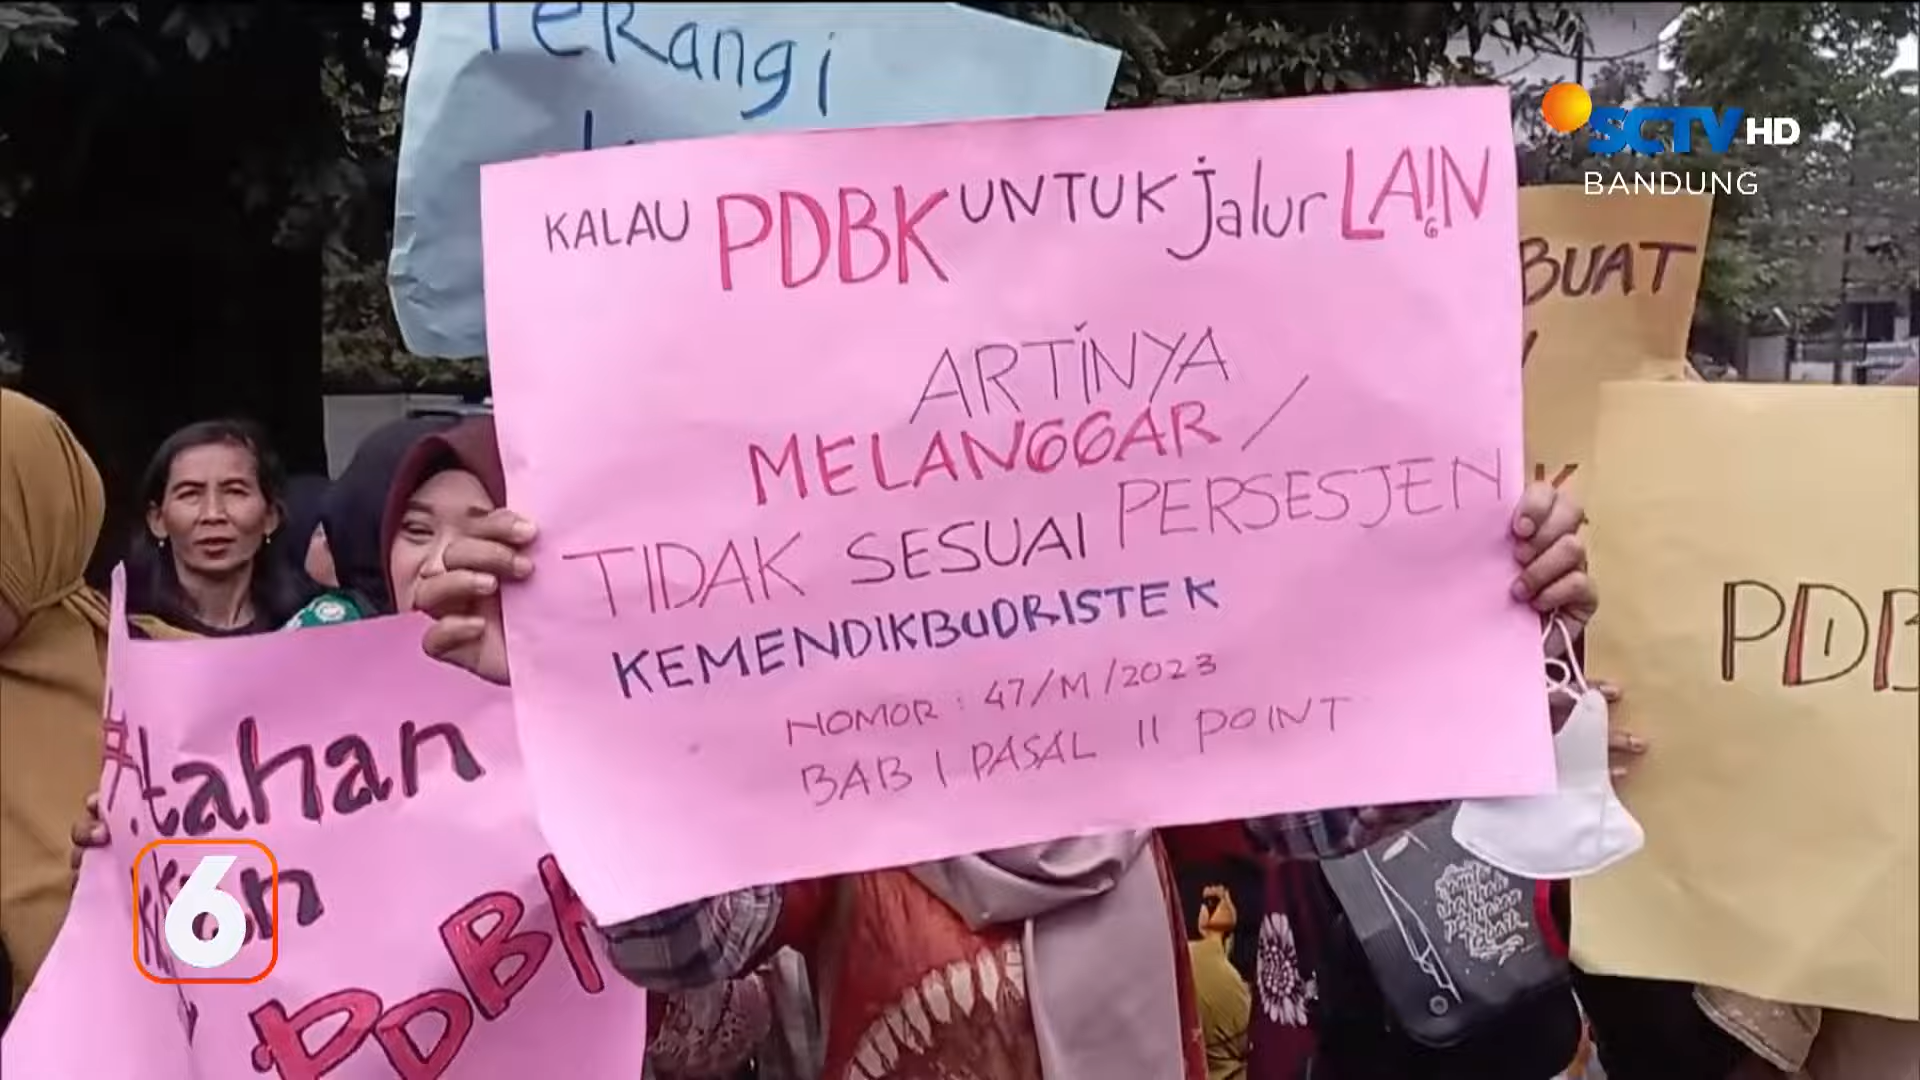 TeRangi
SCTV HD
BANDUNG
KALAU PDBK UNTUK jalur LAIN
ARTINYA
MELANGGAR /
TIDAK SESUAI PERSESJEN
KEMENDIKBUDRISTEK
NOMOR : 47/M/2023
BAB I PASAL 11 POINT
BUAT
PDB
tahan
PDBK
6